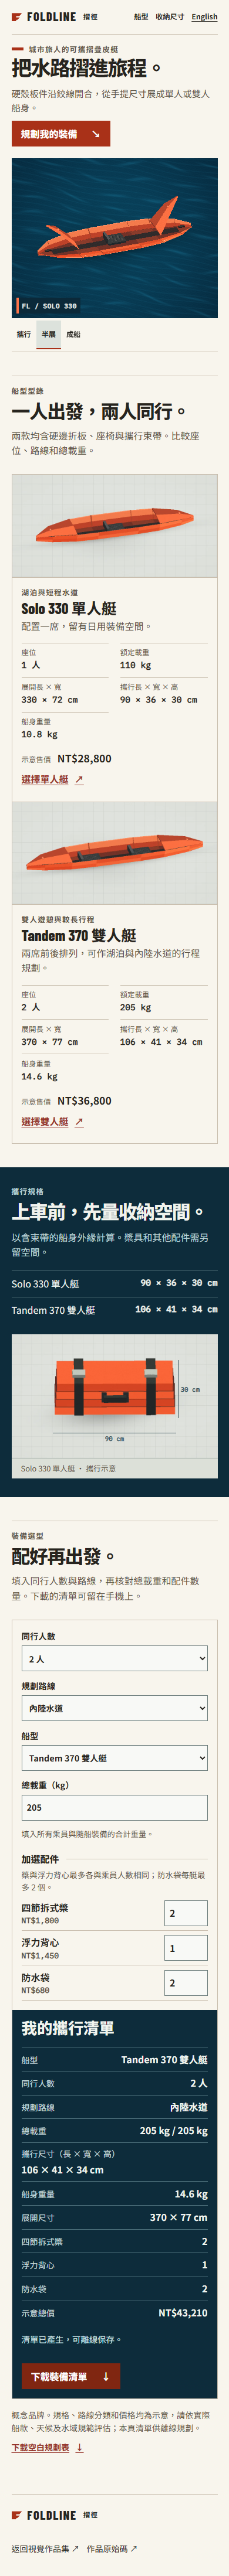 FOLDLINE 摺徑 船型 收納尺寸 English
城市旅人的可攜摺疊皮艇
把水路摺進旅程。
硬殼板件沿鉸線開合，從手提尺寸展成單人或雙人
船身。
規劃我的裝備 ↘
FL / SOLO 330
攜行 半展 成船
船型型錄
一人出發，兩人同行。
兩款均含硬邊折板、座椅與攜行束帶。比較座
位、路線和總載重。
湖泊與短程水道
Solo 330 單人艇
配置一席，留有日用裝備空間。
座位 額定載重
1 人 110 kg
展開長 × 寬 攜行長 × 寬 × 高
330 × 72 cm 90 × 36 × 30 cm
船身重量
10.8 kg
示意售價 NT$28,800
選擇單人艇 ↗
雙人遊憩與較長行程
Tandem 370 雙人艇
兩席前後排列，可作湖泊與內陸水道的行程
規劃。
座位 額定載重
2 人 205 kg
展開長 × 寬 攜行長 × 寬 × 高
370 × 77 cm 106 × 41 × 34 cm
船身重量
14.6 kg
示意售價 NT$36,800
選擇雙人艇 ↗
攜行規格
上車前，先量收納空間。
以含束帶的船身外緣計算。槳具與其他配件需另
留空間。
Solo 330 單人艇 90 × 36 × 30 cm
Tandem 370 雙人艇 106 × 41 × 34 cm
30 cm
90 cm
Solo 330 單人艇 · 攜行示意
裝備選型
配好再出發。
填入同行人數與路線，再核對總載重和配件數
量。下載的清單可留在手機上。
同行人數
2 人
規劃路線
內陸水道
船型
Tandem 370 雙人艇
總載重（kg）
205
填入所有乘員與隨船裝備的合計重量。
加選配件
槳與浮力背心最多各與乘員人數相同；防水袋每艇最
多 2 個。
四節拆式槳 2
NT$1,800
浮力背心 1
NT$1,450
防水袋 2
NT$680
我的攜行清單
船型 Tandem 370 雙人艇
同行人數 2 人
規劃路線 內陸水道
總載重 205 kg / 205 kg
攜行尺寸（長 × 寬 × 高）
106 × 41 × 34 cm
船身重量 14.6 kg
展開尺寸 370 × 77 cm
四節拆式槳 2
浮力背心 1
防水袋 2
示意總價 NT$43,210
清單已產生，可離線保存。
下載裝備清單 ↓
概念品牌。規格、路線分類和價格均為示意，請依實際
船款、天候及水域規範評估；本頁清單供離線規劃。
下載空白規劃表 ↓
FOLDLINE 摺徑
返回視覺作品集 ↗ 作品原始碼 ↗